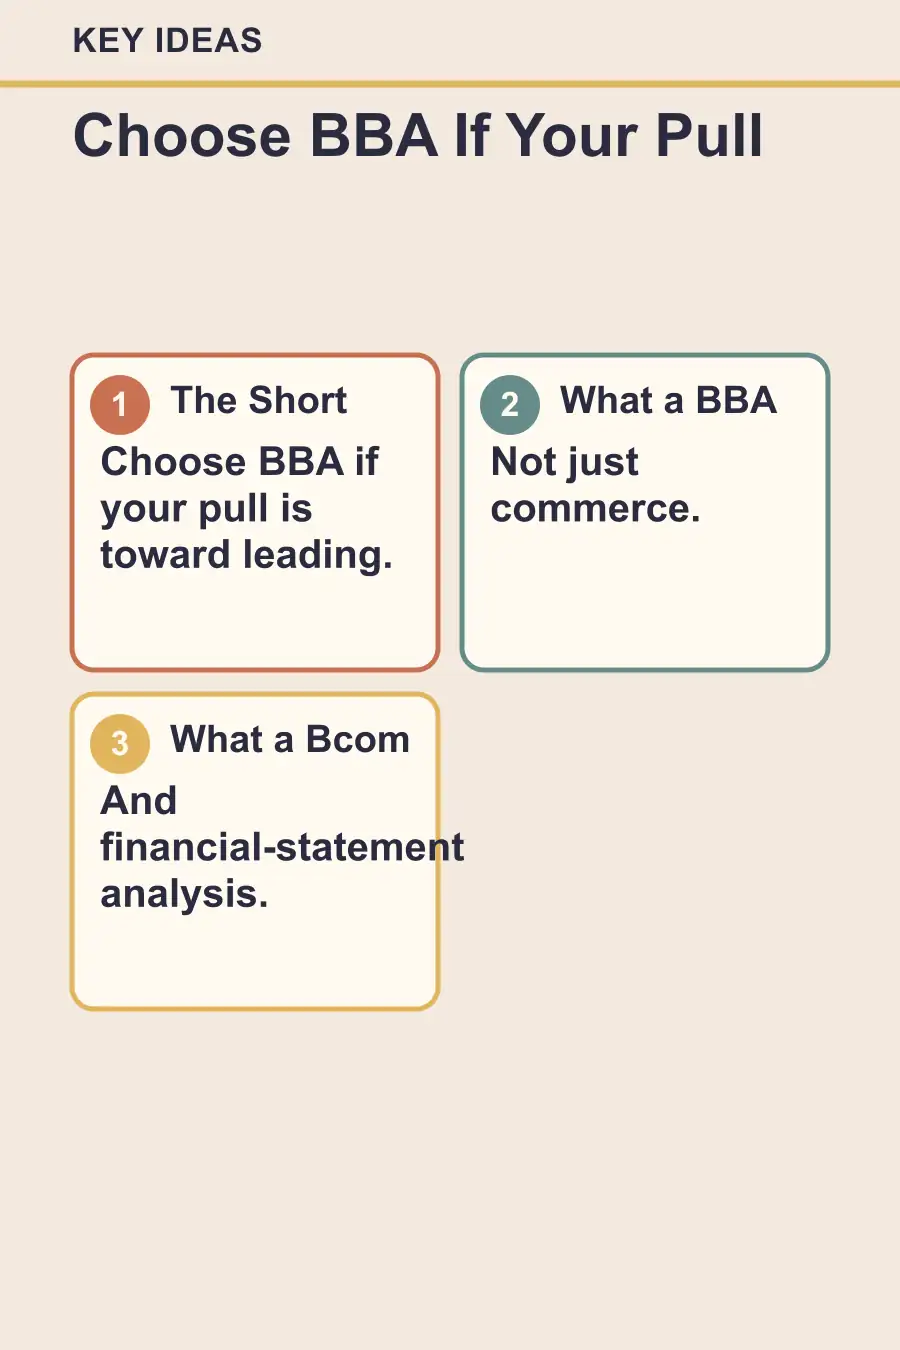 KEY IDEAS
Choose BBA If Your Pull
1
The Short
Choose BBA if
your pull is
toward leading.
2
What a BBA
Not just
commerce.
3
What a Bcom
And
financial-statement
analysis.